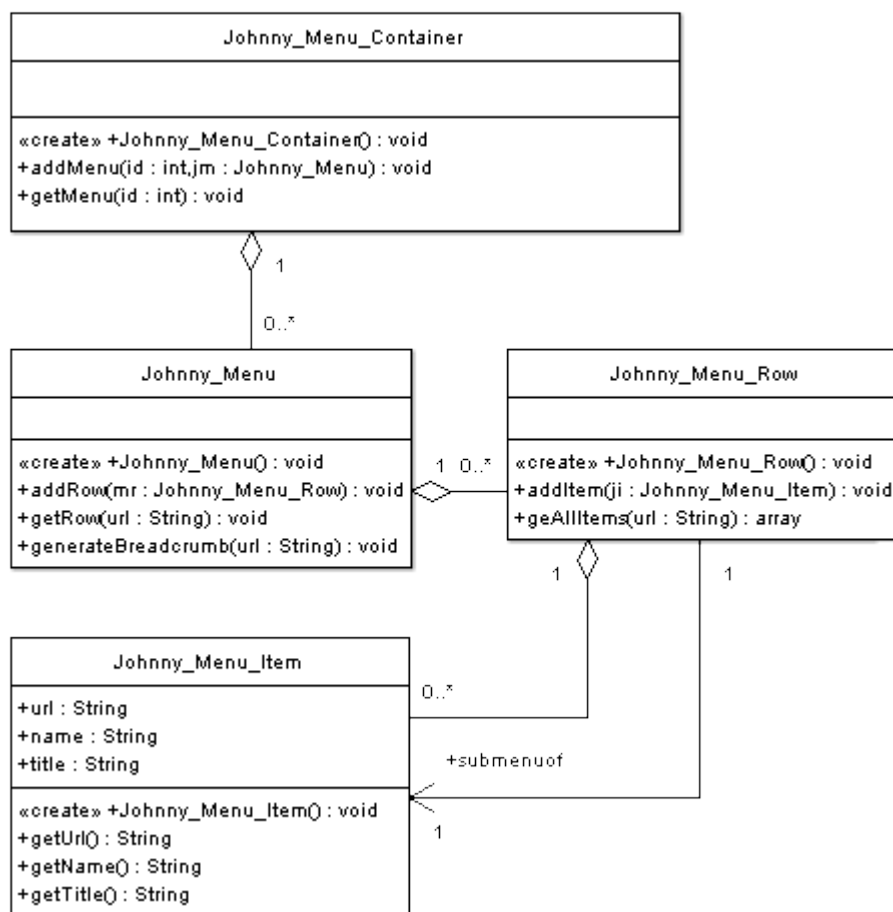 Johnny_Menu_Container
«create» +Johnny_Menu_Container() : void
+addMenu(id : int,jm : Johnny_Menu) : void
+getMenu(id : int) : void
1
0..*
Johnny_Menu
«create» +Johnny_Menu() : void
+addRow(mr : Johnny_Menu_Row) : void
+getRow(url : String) : void
+generateBreadcrumb(url : String) : void
1 0..*
Johnny_Menu_Row
«create» +Johnny_Menu_Row() : void
+addItem(ji : Johnny_Menu_Item) : void
+geAllItems(url : String) : array
1
1
Johnny_Menu_Item
+url : String
+name : String
+title : String
«create» +Johnny_Menu_Item() : void
+getUrl() : String
+getName() : String
+getTitle() : String
0..*
+submenuof
1